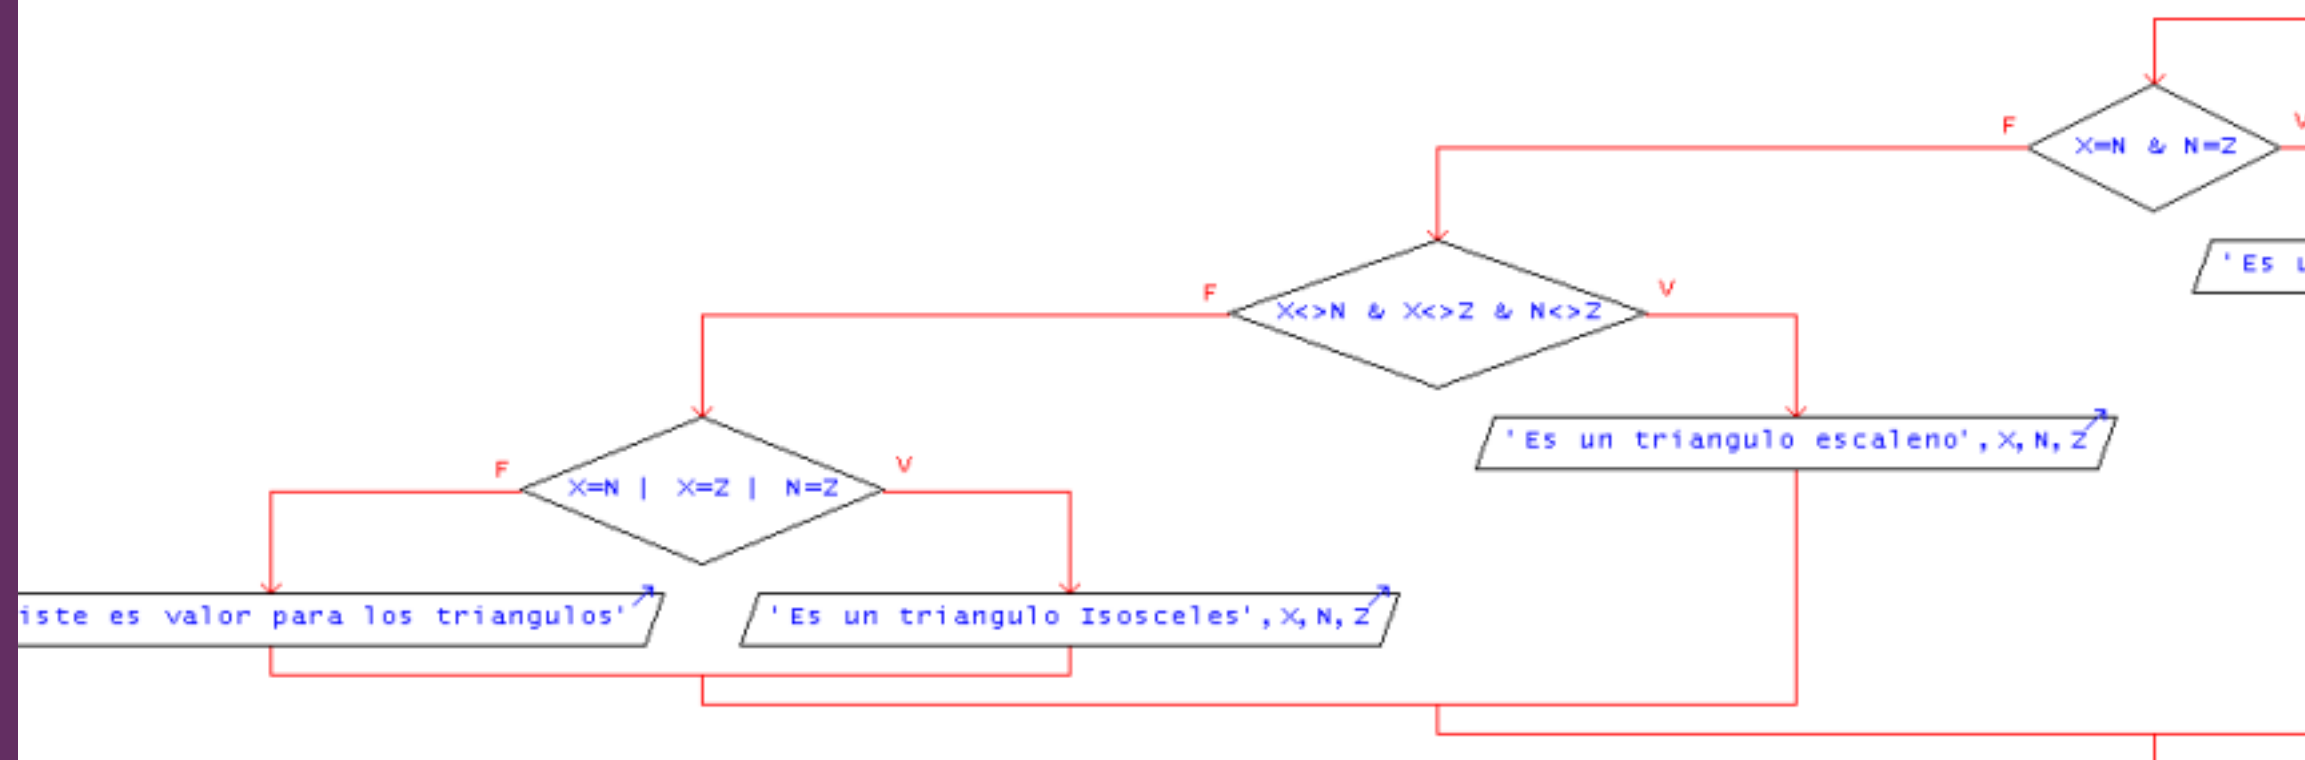 F
X=N & N=Z
V
'Es
F
X<>N & X<>Z & N<>Z
V
'Es un triangulo escaleno',X,N,Z
F
X=N | X=Z | N=Z
V
iste es valor para los triangulos'
'Es un triangulo Isosceles',X,N,Z